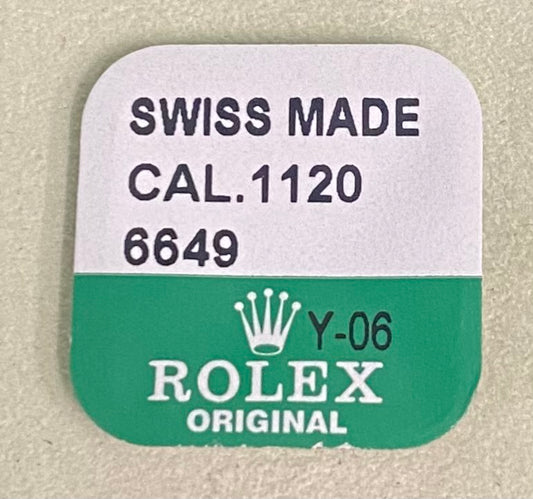 SWISS MADE
CAL.1120
6649
Y-06
ROLEX
ORIGINAL